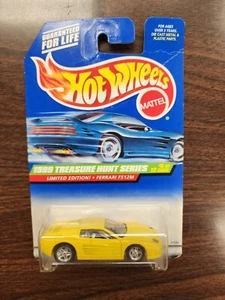 GUARANTEED
FOR LIFE
FOR AGES
OVER 3 YEARS.
DIE CAST METAL &
PLASTIC PARTS.
Hot Wheels
MATTEL
1999 TREASURE HUNT SERIES
LIMITED EDITION! • FERRARI F512M